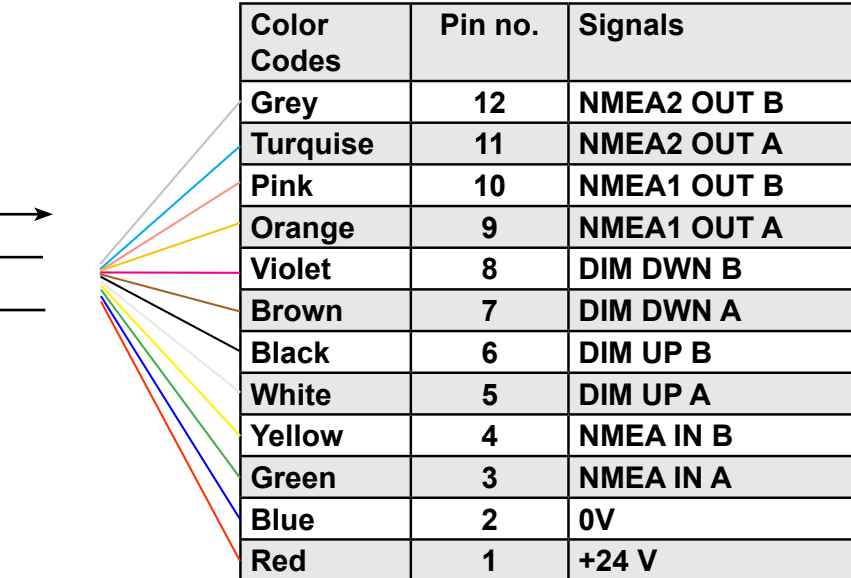 Color Codes Pin no. Signals
Grey 12 NMEA2 OUT B
Turquise 11 NMEA2 OUT A
Pink 10 NMEA1 OUT B
Orange 9 NMEA1 OUT A
Violet 8 DIM DWN B
Brown 7 DIM DWN A
Black 6 DIM UP B
White 5 DIM UP A
Yellow 4 NMEA IN B
Green 3 NMEA IN A
Blue 2 0V
Red 1 +24 V